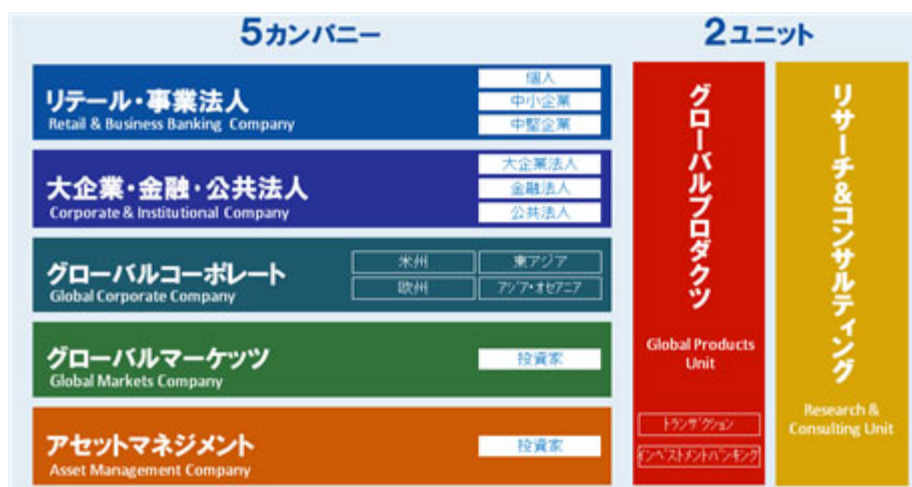 5カンパニー
2ユニット
リテール・事業法人
Retail & Business Banking Company
個人
中小企業
中堅企業
大企業・金融・公共法人
Corporate & Institutional Company
大企業法人
金融法人
公共法人
グローバルコーポレート
Global Corporate Company
米州
東アジア
欧州
アジア・オセアニア
グローバルマーケッツ
Global Markets Company
投資家
アセットマネジメント
Asset Management Company
投資家
グローバルプロダクツ
Global Products
Unit
トランザクション
インベストメントバンキング
リサーチ&コンサルティング
Research &
Consulting Unit